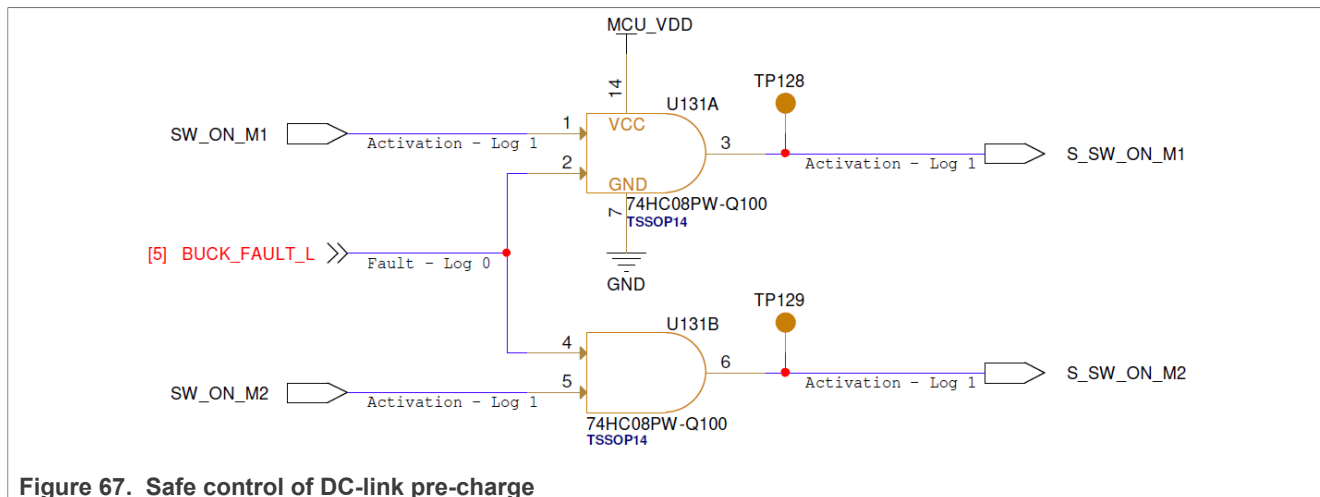 MCU_VDD
14
TP128
U131A
SW_ON_M1
1
VCC
Activation - Log 1
3
2
Activation - Log 1
S_SW_ON_M1
GND
7
74HC08PW-Q100
TSSOP14
[5] BUCK_FAULT_L
Fault - Log 0
GND
TP129
U131B
4
6
5
SW_ON_M2
Activation - Log 1
Activation - Log 1
S_SW_ON_M2
74HC08PW-Q100
TSSOP14
Figure 67. Safe control of DC-link pre-charge